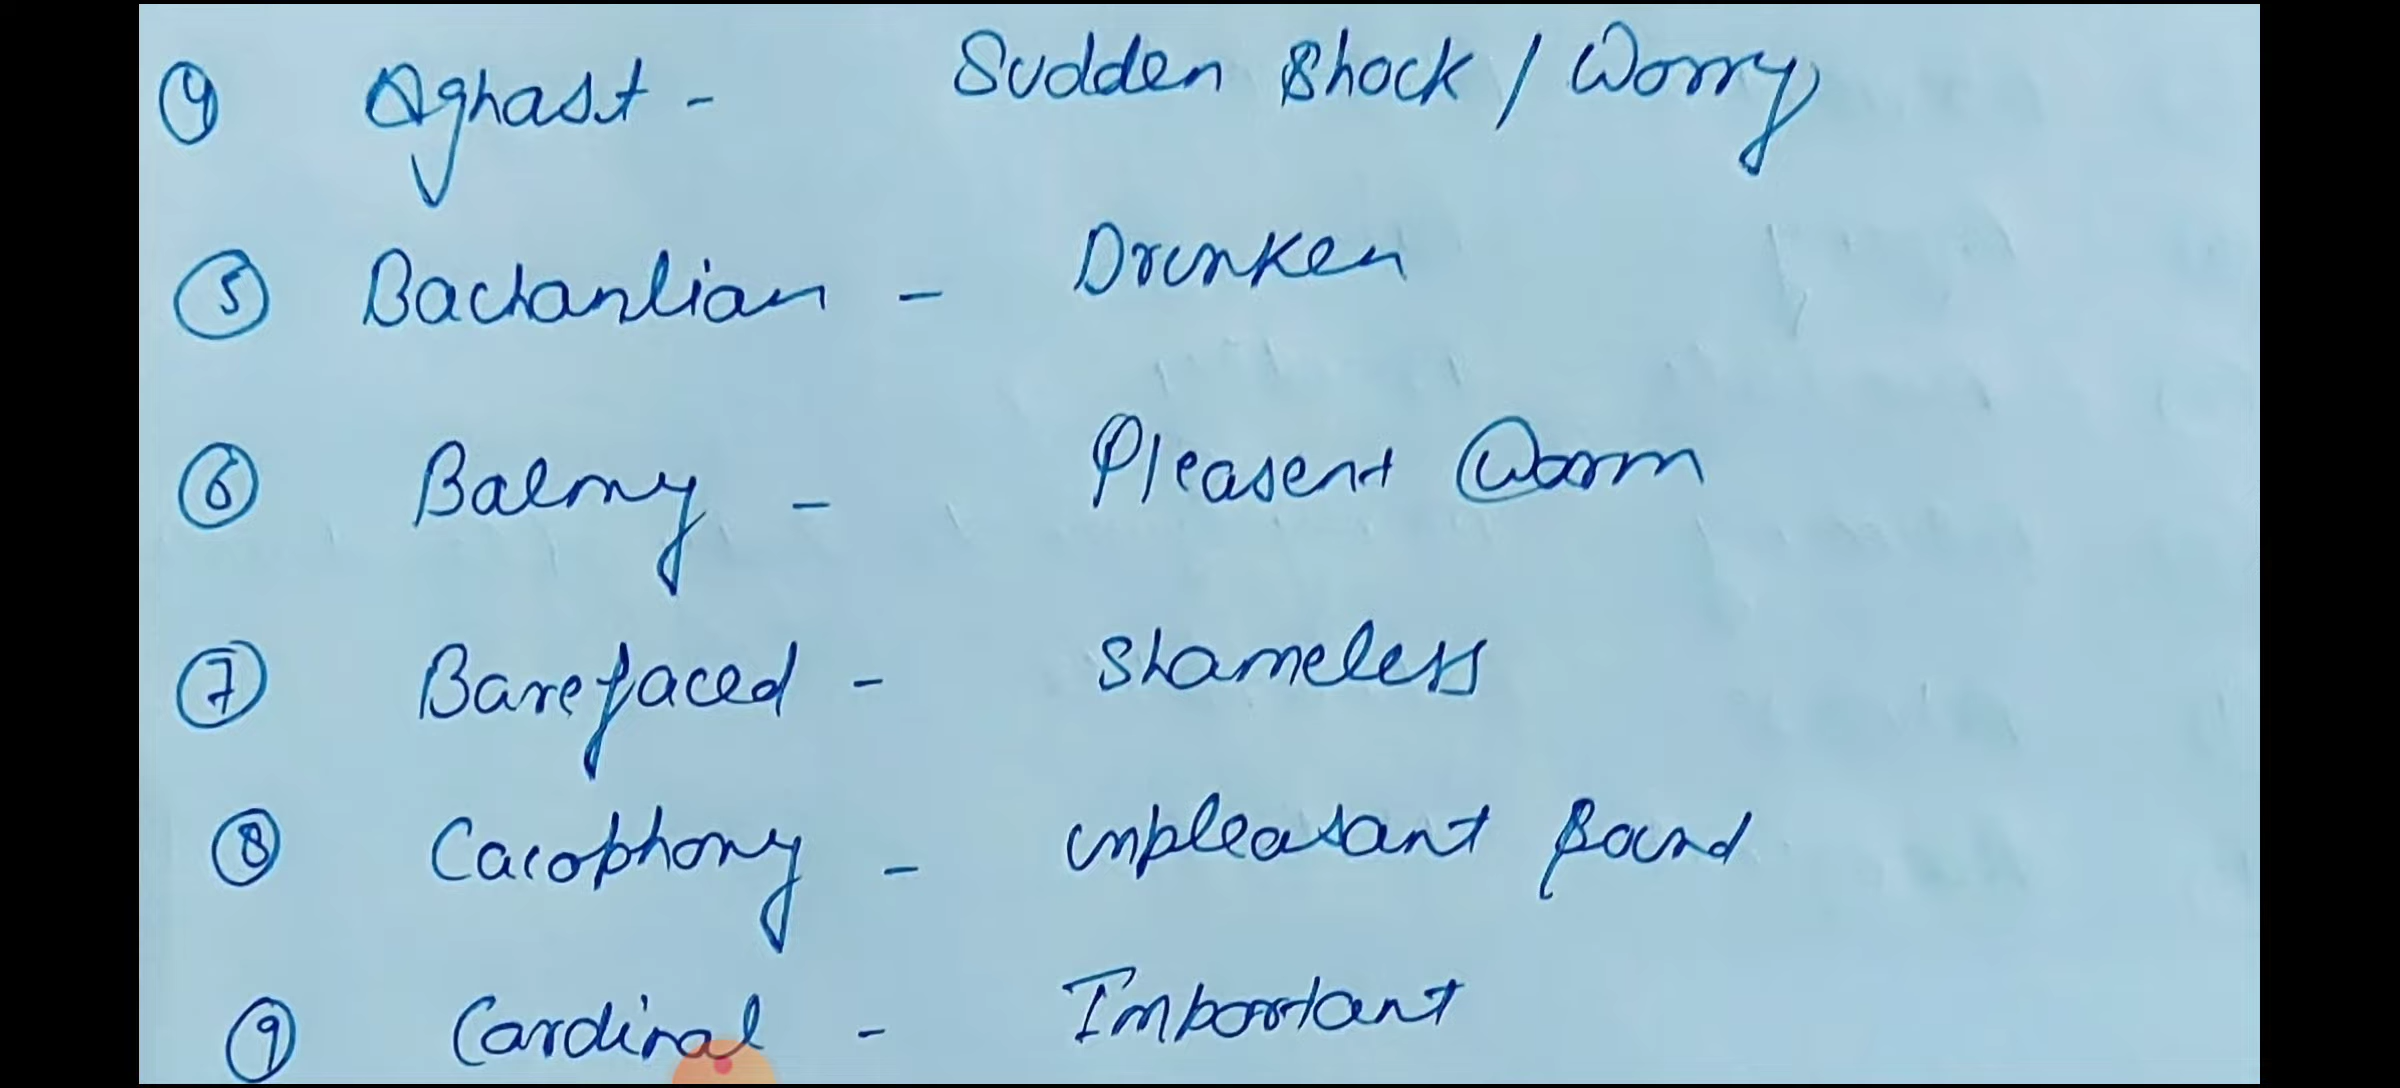 ④ Aghast - Sudden Shock / Worry
⑤ Bachanlian - Drunken
⑥ Balmy - Pleasent Warm
⑦ Barefaced - Shameless
⑧ Cacophony - unpleasant sound
⑨ Cardinal - Important